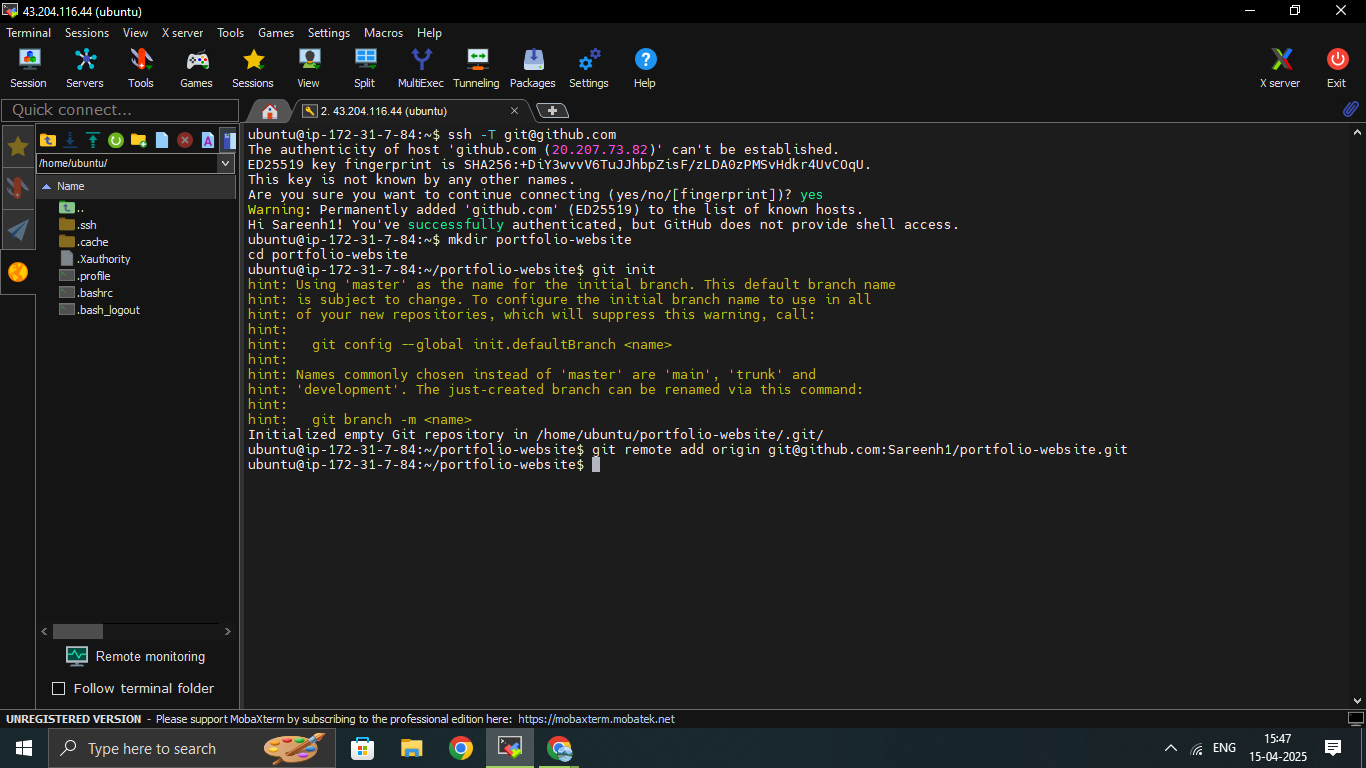 43.204.116.44 (ubuntu)
Terminal Sessions View X server Tools Games Settings Macros Help
Session Servers Tools Games Sessions View Split MultiExec Tunneling Packages Settings Help X server Exit
Quick connect...
2. 43.204.116.44 (ubuntu)
/home/ubuntu/
Name
..
.ssh
.cache
.Xauthority
.profile
.bashrc
.bash_logout
Remote monitoring
Follow terminal folder
ubuntu@ip-172-31-7-84:~$ ssh -T git@github.com
The authenticity of host 'github.com (20.207.73.82)' can't be established.
ED25519 key fingerprint is SHA256:+DiY3wvvV6TuJJhbpZisF/zLDA0zPMSvHdkr4UvCOqU.
This key is not known by any other names.
Are you sure you want to continue connecting (yes/no/[fingerprint])? yes
Warning: Permanently added 'github.com' (ED25519) to the list of known hosts.
Hi Sareenh1! You've successfully authenticated, but GitHub does not provide shell access.
ubuntu@ip-172-31-7-84:~$ mkdir portfolio-website
cd portfolio-website
ubuntu@ip-172-31-7-84:~/portfolio-website$ git init
hint: Using 'master' as the name for the initial branch. This default branch name
hint: is subject to change. To configure the initial branch name to use in all
hint: of your new repositories, which will suppress this warning, call:
hint:
hint:   git config --global init.defaultBranch <name>
hint:
hint: Names commonly chosen instead of 'master' are 'main', 'trunk' and
hint: 'development'. The just-created branch can be renamed via this command:
hint:
hint:   git branch -m <name>
Initialized empty Git repository in /home/ubuntu/portfolio-website/.git/
ubuntu@ip-172-31-7-84:~/portfolio-website$ git remote add origin git@github.com:Sareenh1/portfolio-website.git
ubuntu@ip-172-31-7-84:~/portfolio-website$
UNREGISTERED VERSION - Please support MobaXterm by subscribing to the professional edition here: https://mobaxterm.mobatek.net
Type here to search
ENG
15:47
15-04-2025